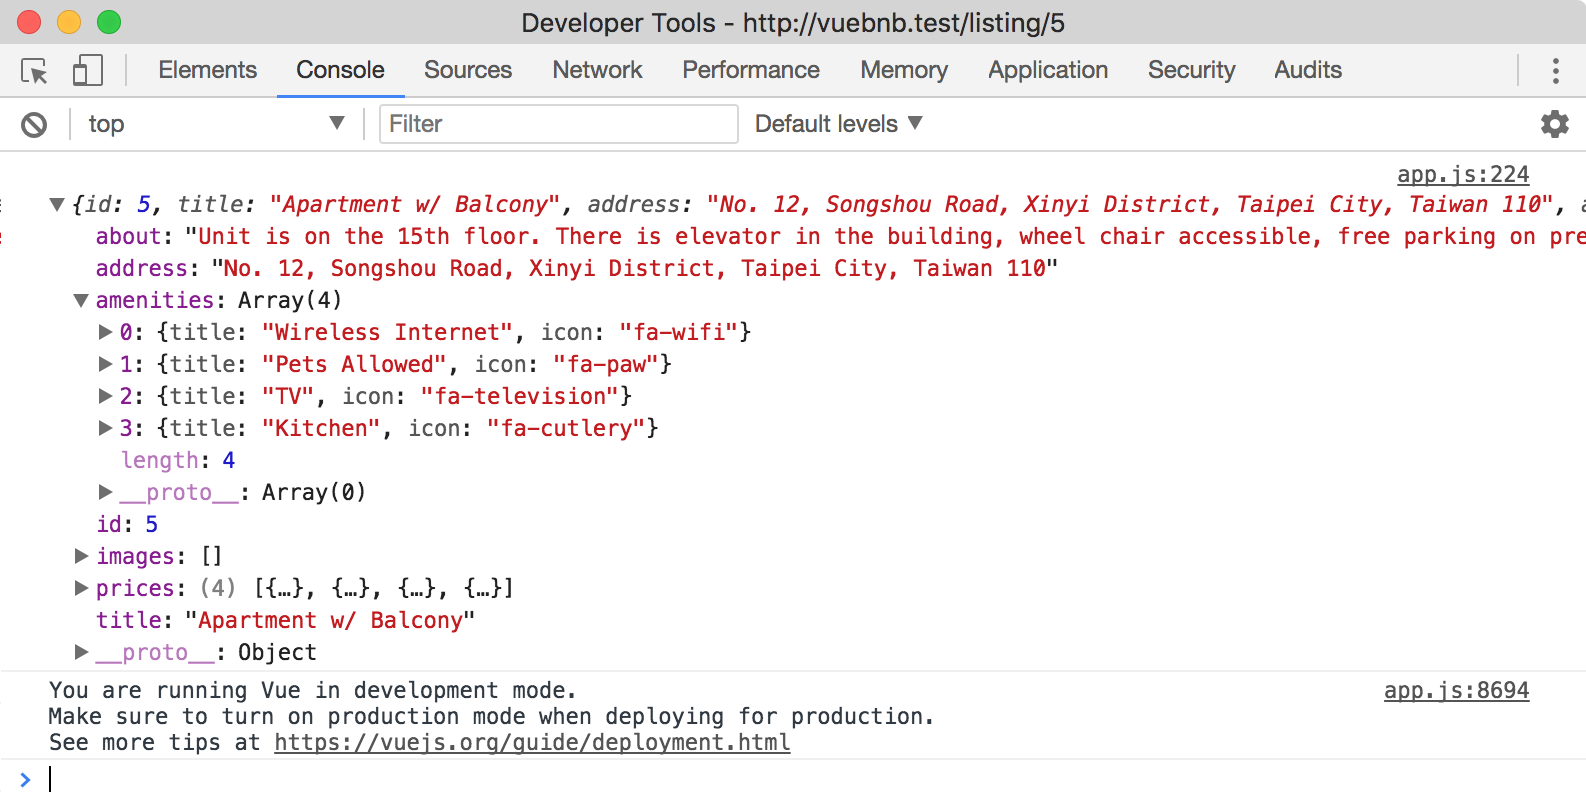 Developer Tools - http://vuebnb.test/listing/5
Elements Console Sources Network Performance Memory Application Security Audits
top ▼ Filter Default levels ▼
app.js:224
▼{id: 5, title: "Apartment w/ Balcony", address: "No. 12, Songshou Road, Xinyi District, Taipei City, Taiwan 110", a
about: "Unit is on the 15th floor. There is elevator in the building, wheel chair accessible, free parking on pre
address: "No. 12, Songshou Road, Xinyi District, Taipei City, Taiwan 110"
▼amenities: Array(4)
▶0: {title: "Wireless Internet", icon: "fa-wifi"}
▶1: {title: "Pets Allowed", icon: "fa-paw"}
▶2: {title: "TV", icon: "fa-television"}
▶3: {title: "Kitchen", icon: "fa-cutlery"}
length: 4
▶__proto__: Array(0)
id: 5
▶images: []
▶prices: (4) [{…}, {…}, {…}, {…}]
title: "Apartment w/ Balcony"
▶__proto__: Object
You are running Vue in development mode. app.js:8694
Make sure to turn on production mode when deploying for production.
See more tips at https://vuejs.org/guide/deployment.html
>